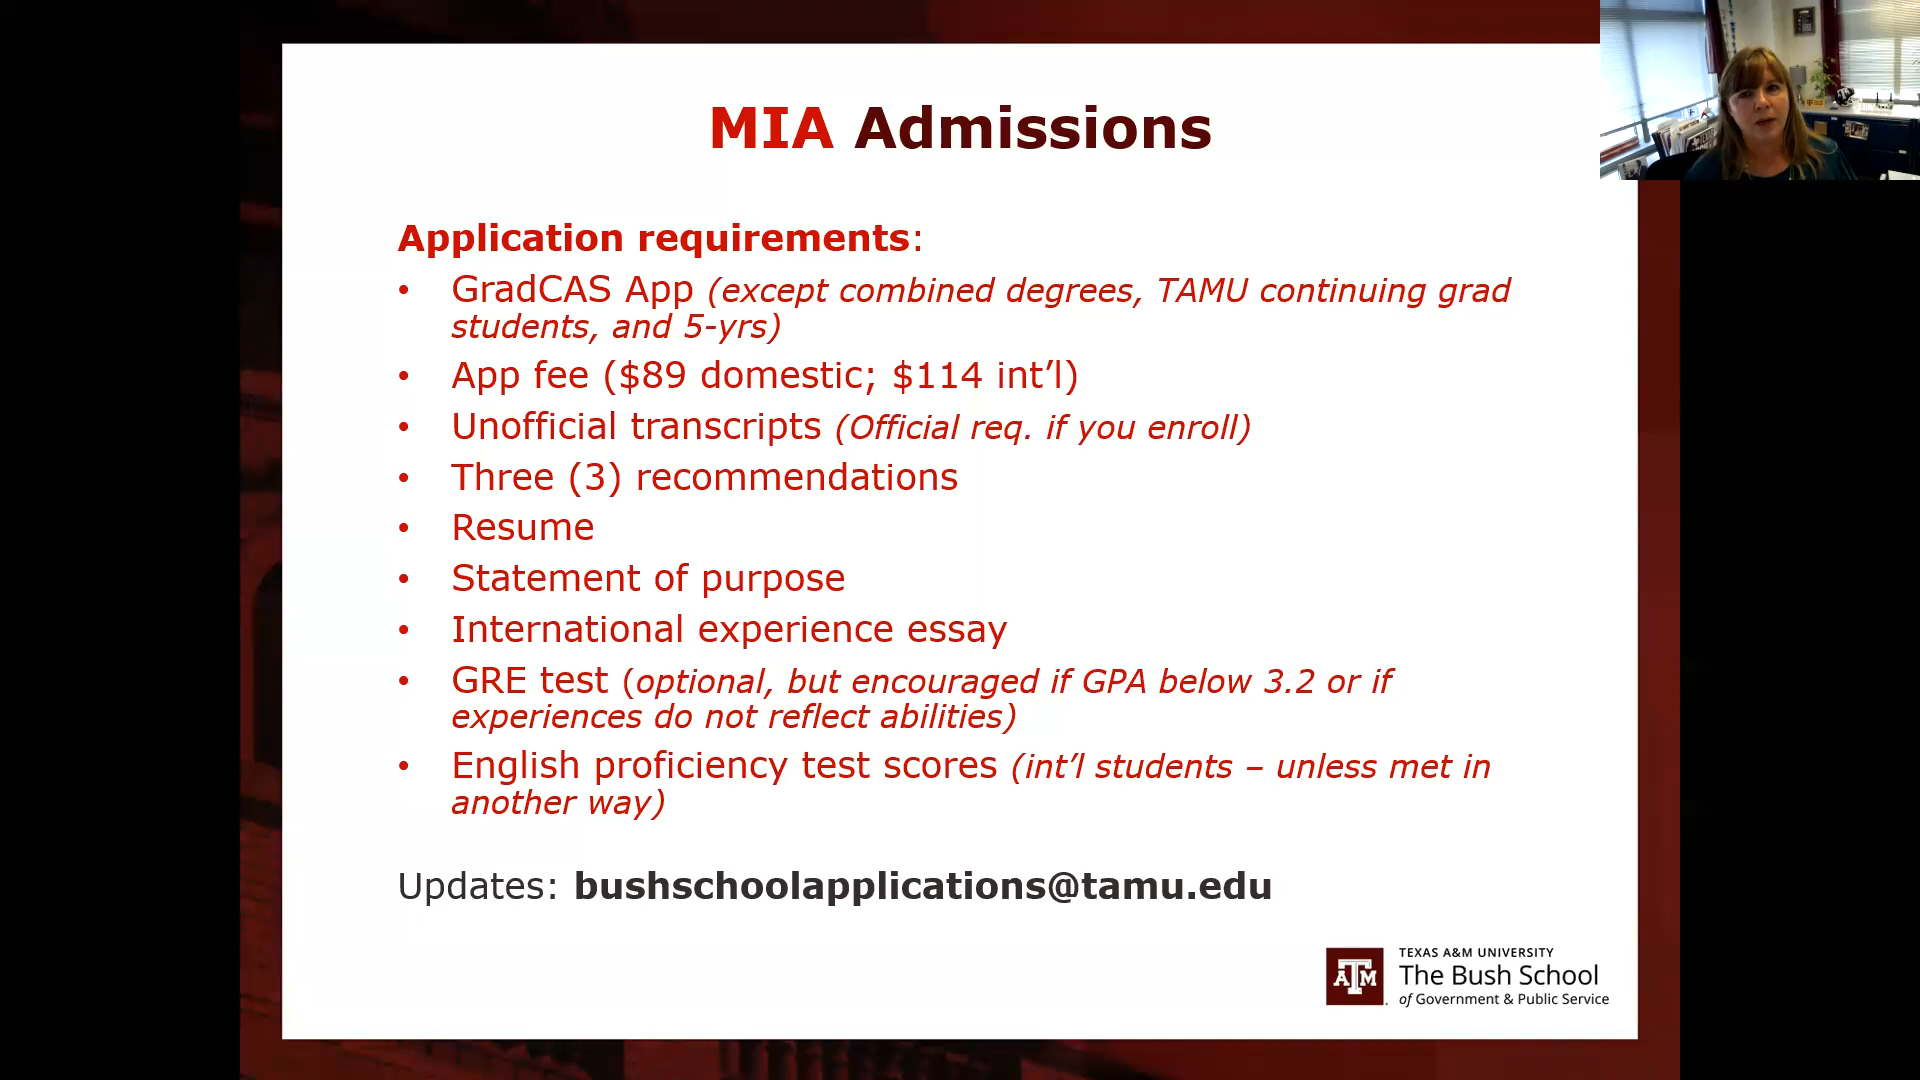 MIA Admissions
Application requirements:
• GradCAS App (except combined degrees, TAMU continuing grad
students, and 5-yrs)
• App fee ($89 domestic; $114 int’l)
• Unofficial transcripts (Official req. if you enroll)
• Three (3) recommendations
• Resume
• Statement of purpose
• International experience essay
• GRE test (optional, but encouraged if GPA below 3.2 or if
experiences do not reflect abilities)
• English proficiency test scores (int’l students – unless met in
another way)
Updates: bushschoolapplications@tamu.edu
ATM
TEXAS A&M UNIVERSITY
The Bush School
of Government & Public Service